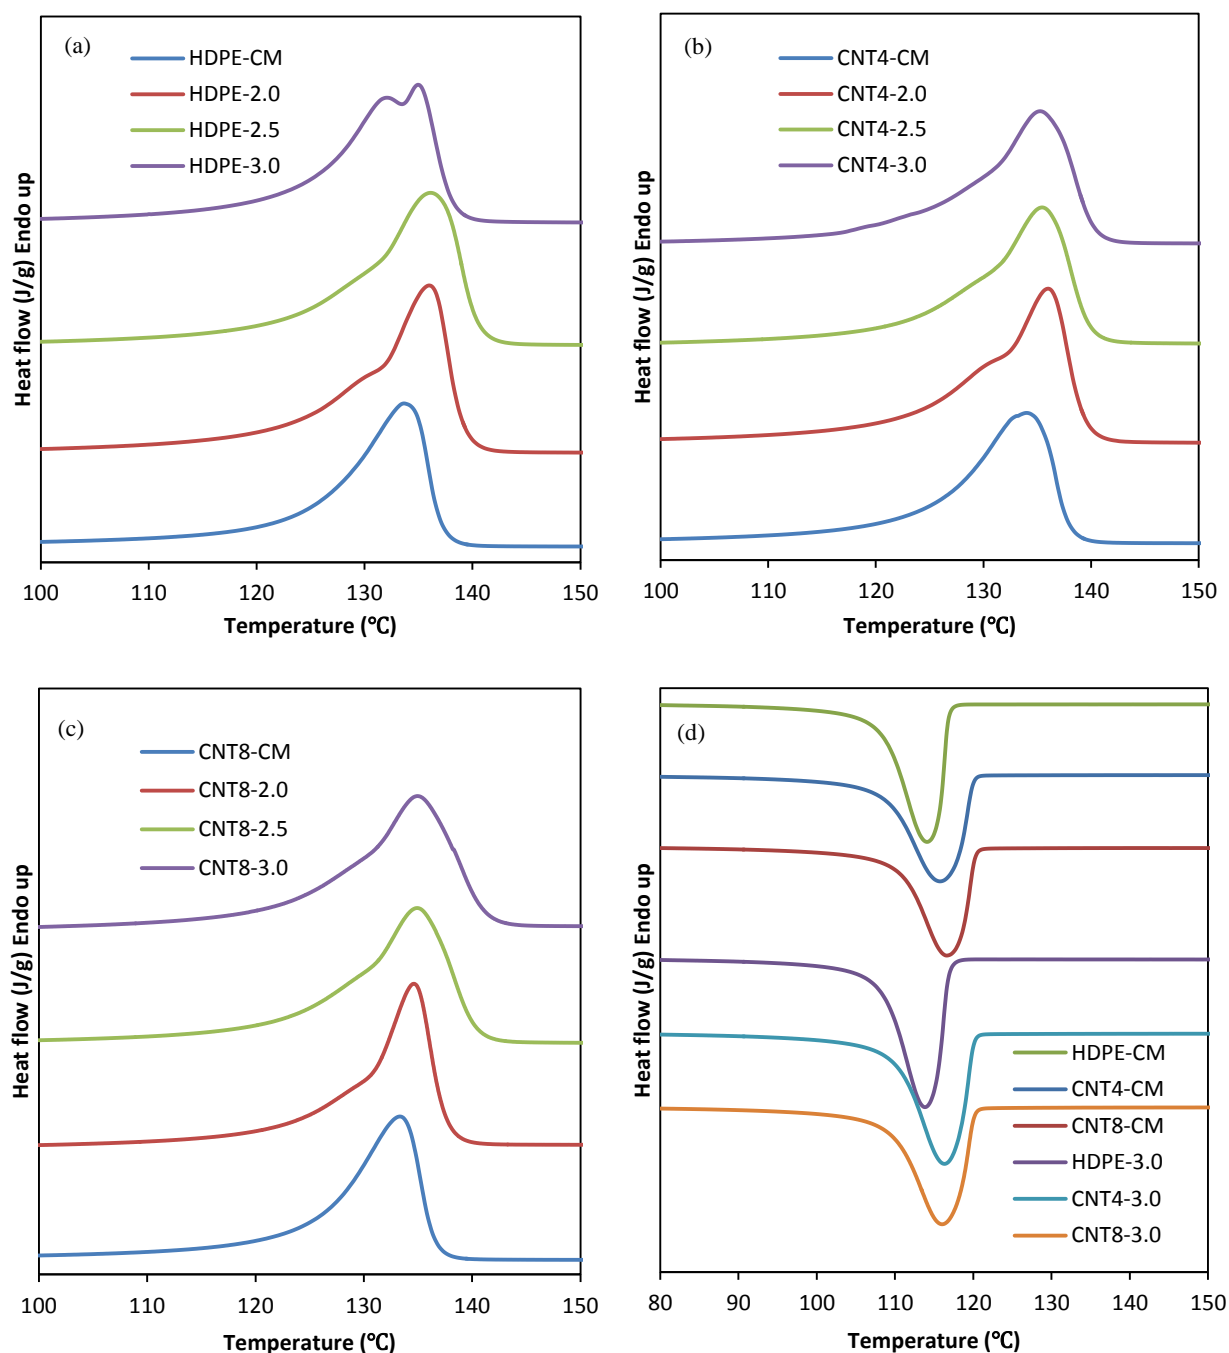 (a)
HDPE-CM
HDPE-2.0
HDPE-2.5
HDPE-3.0
Heat flow (J/g) Endo up
100 110 120 130 140 150
Temperature (℃)
(b)
CNT4-CM
CNT4-2.0
CNT4-2.5
CNT4-3.0
Heat flow (J/g) Endo up
100 110 120 130 140 150
Temperature (℃)
(c)
CNT8-CM
CNT8-2.0
CNT8-2.5
CNT8-3.0
Heat flow (J/g) Endo up
100 110 120 130 140 150
Temperature (℃)
(d)
HDPE-CM
CNT4-CM
CNT8-CM
HDPE-3.0
CNT4-3.0
CNT8-3.0
Heat flow (J/g) Endo up
80 90 100 110 120 130 140 150
Temperature (℃)